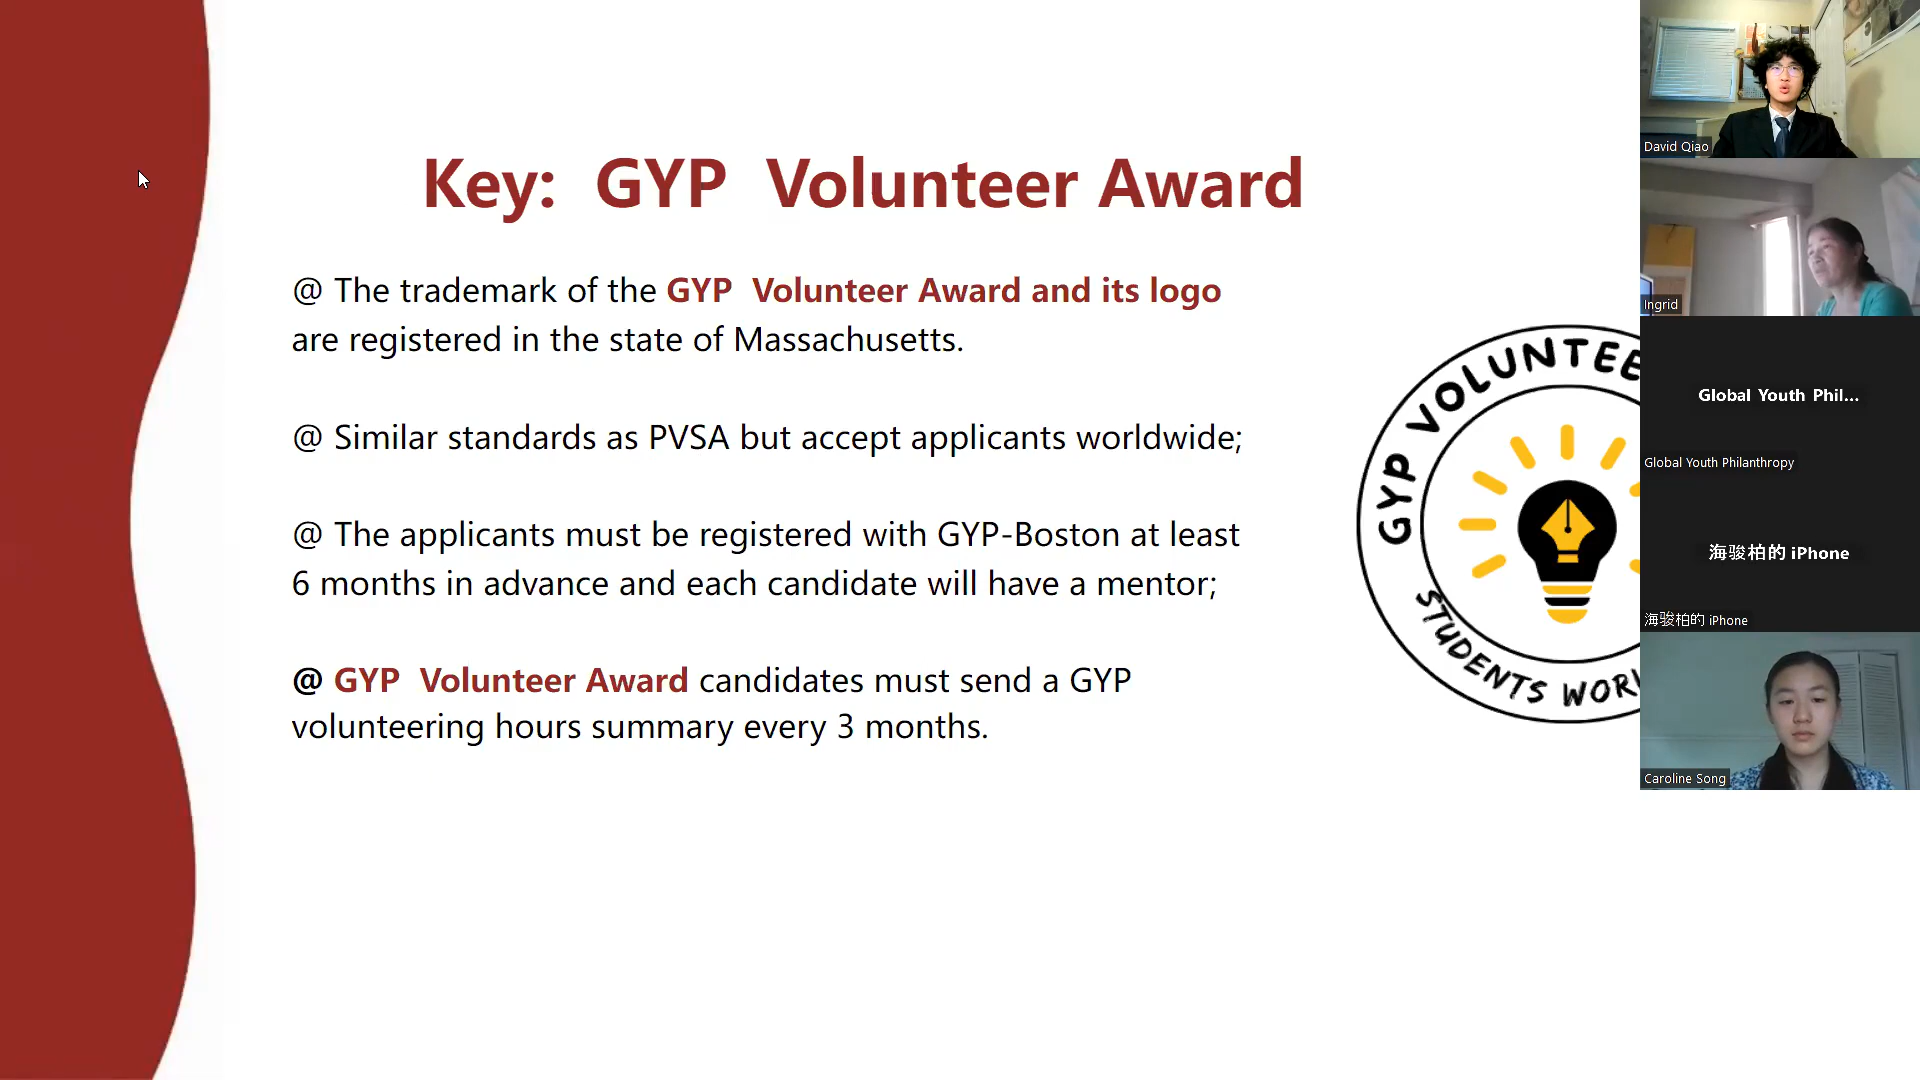 Key: GYP Volunteer Award
@ The trademark of the GYP Volunteer Award and its logo
are registered in the state of Massachusetts.
@ Similar standards as PVSA but accept applicants worldwide;
@ The applicants must be registered with GYP-Boston at least
6 months in advance and each candidate will have a mentor;
@ GYP Volunteer Award candidates must send a GYP
volunteering hours summary every 3 months.
GYP VOLUNTEE
STUDENTS WOR
David Qiao
Ingrid
Global Youth Phil...
Global Youth Philanthropy
海骏柏的 iPhone
海骏柏的 iPhone
Caroline Song